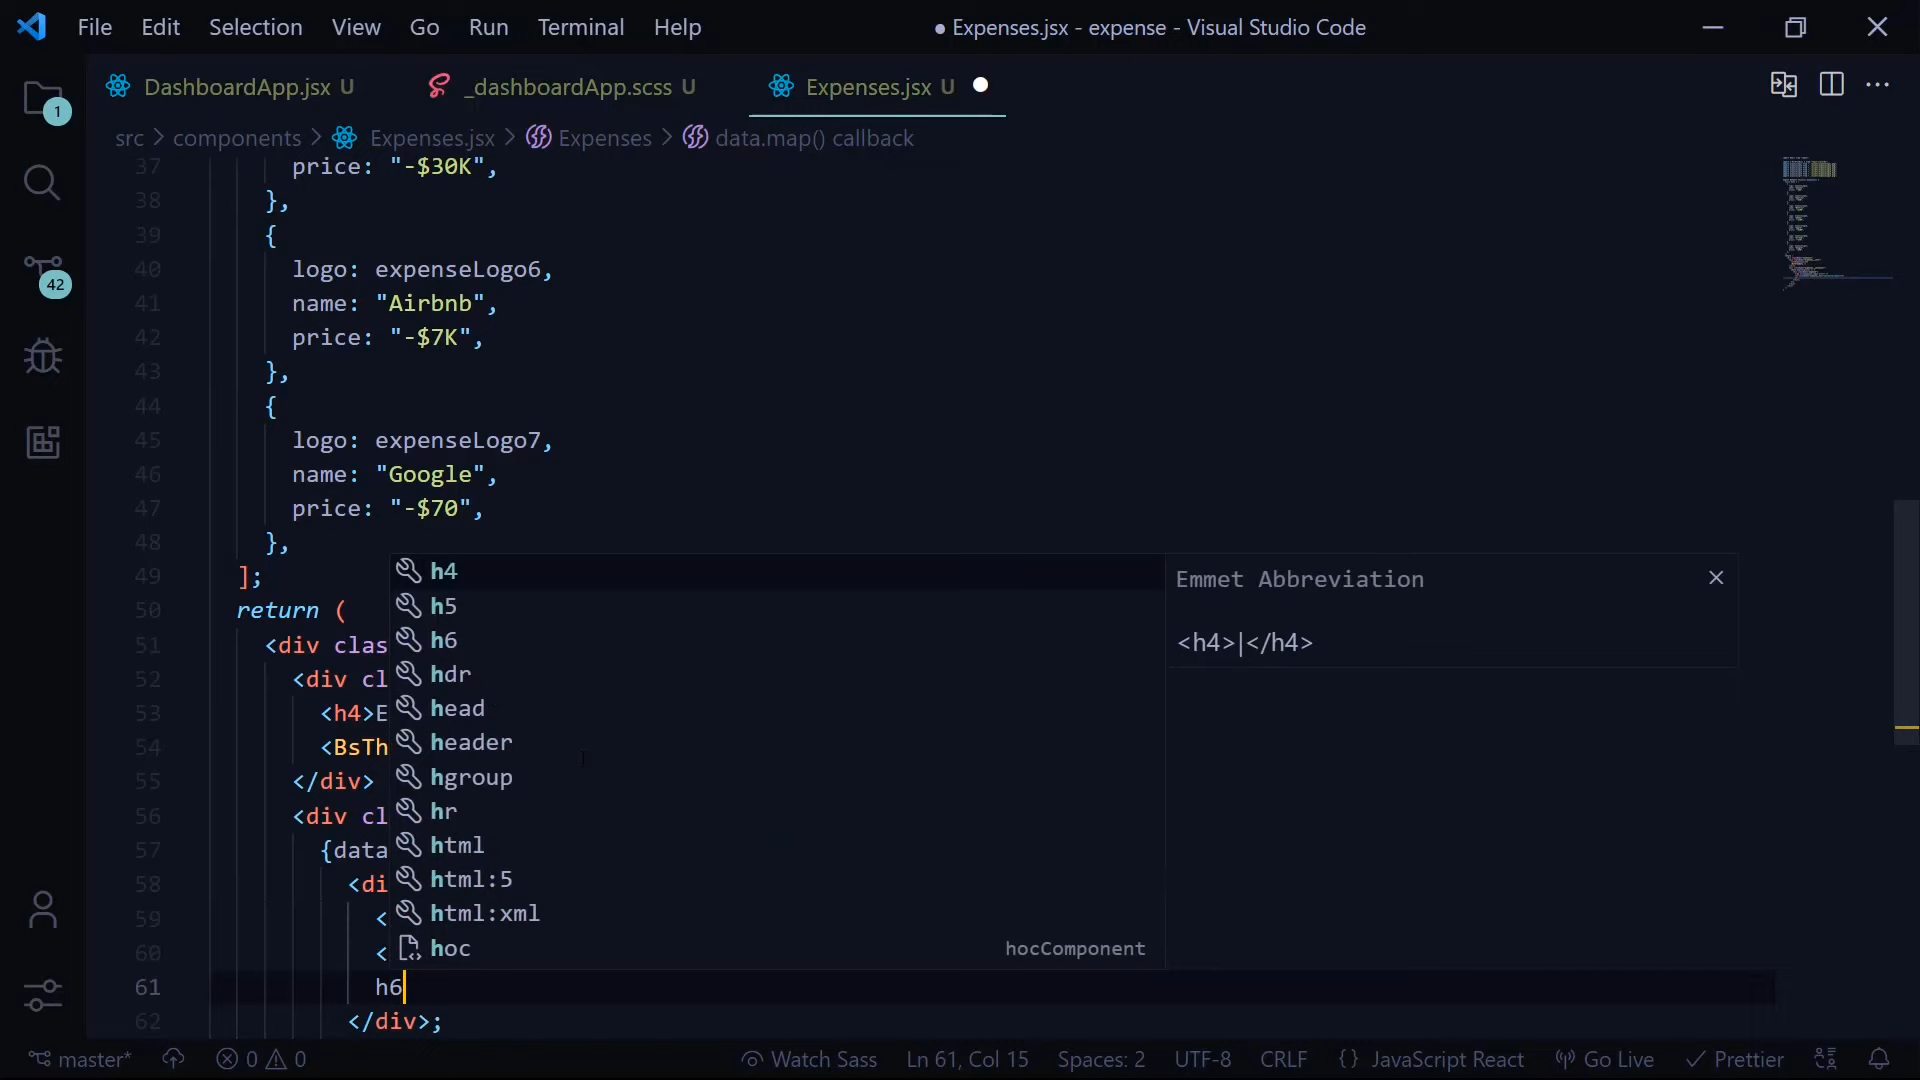 File Edit Selection View Go Run Terminal Help
● Expenses.jsx - expense - Visual Studio Code
DashboardApp.jsx U
_dashboardApp.scss U
Expenses.jsx U
src > components > Expenses.jsx > Expenses > data.map() callback
1
42
37 price: "-$30K",
38 },
39 {
40 logo: expenseLogo6,
41 name: "Airbnb",
42 price: "-$7K",
43 },
44 {
45 logo: expenseLogo7,
46 name: "Google",
47 price: "-$70",
48 },
49 ];
50 return (
51 <div clas
52 <div cl
53 <h4>E
54 <BsTh
55 </div>
56 <div cl
57 {data
58 <di
59 <
60 <
61 h6
62 </div>;
h4
h5
h6
hdr
head
header
hgroup
hr
html
html:5
html:xml
hoc hocComponent
Emmet Abbreviation
<h4>|</h4>
master* 0 0 Watch Sass Ln 61, Col 15 Spaces: 2 UTF-8 CRLF { } JavaScript React Go Live Prettier